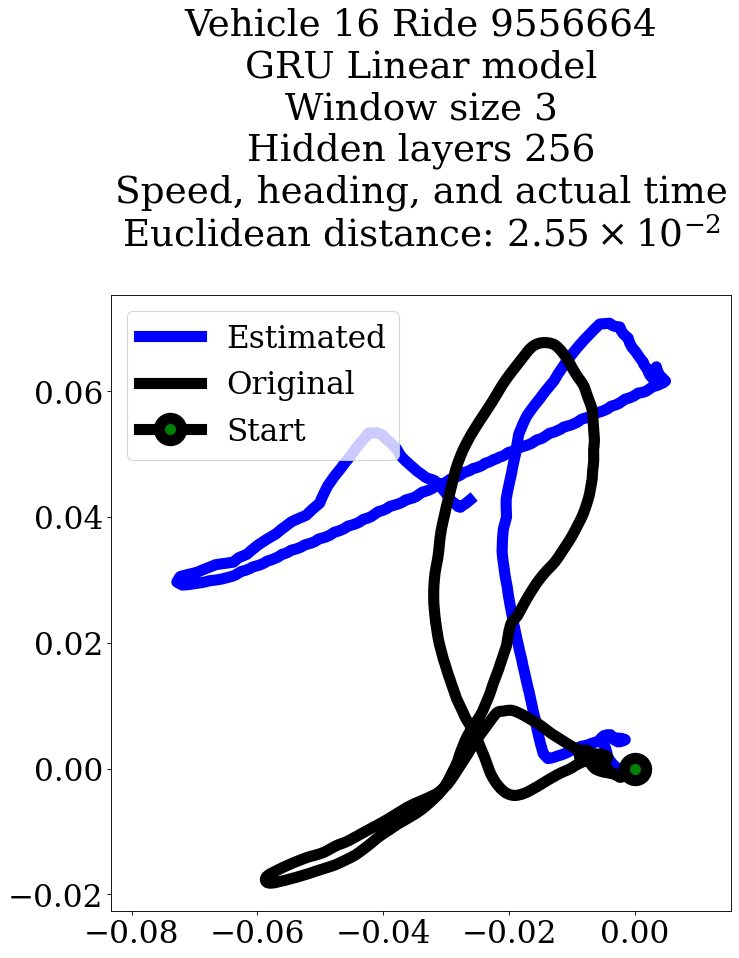 Vehicle 16 Ride 9556664
GRU Linear model
Window size 3
Hidden layers 256
Speed, heading, and actual time
Euclidean distance: 2.55 × 10⁻²
Estimated
Original
Start
0.06
0.04
0.02
0.00
−0.02
−0.08 −0.06 −0.04 −0.02 0.00